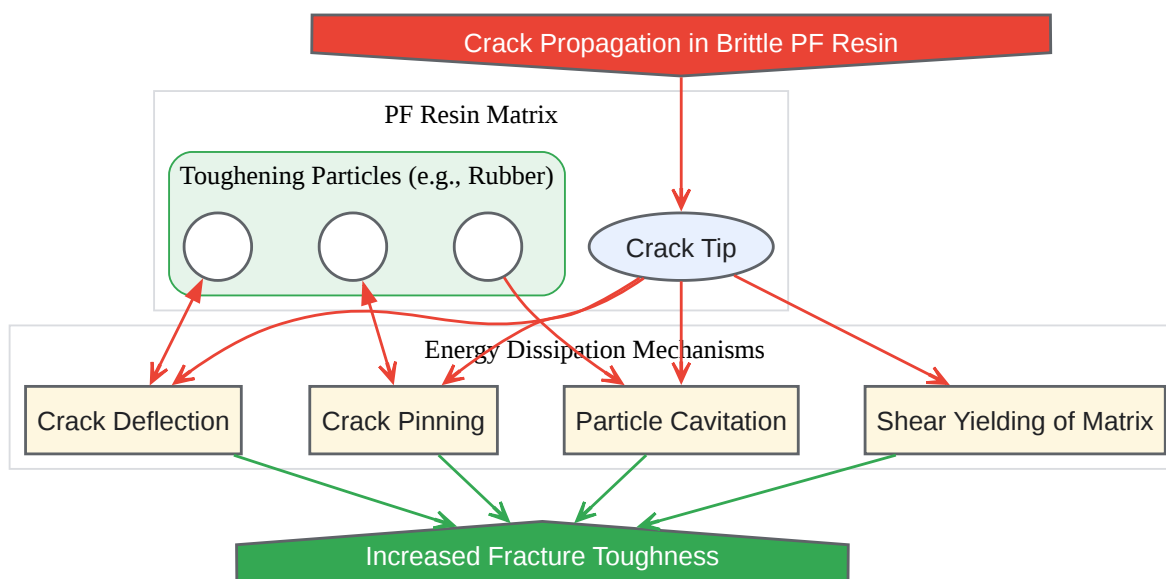 Crack Propagation in Brittle PF Resin
PF Resin Matrix
Toughening Particles (e.g., Rubber)
Crack Tip
Energy Dissipation Mechanisms
Crack Deflection
Crack Pinning
Particle Cavitation
Shear Yielding of Matrix
Increased Fracture Toughness